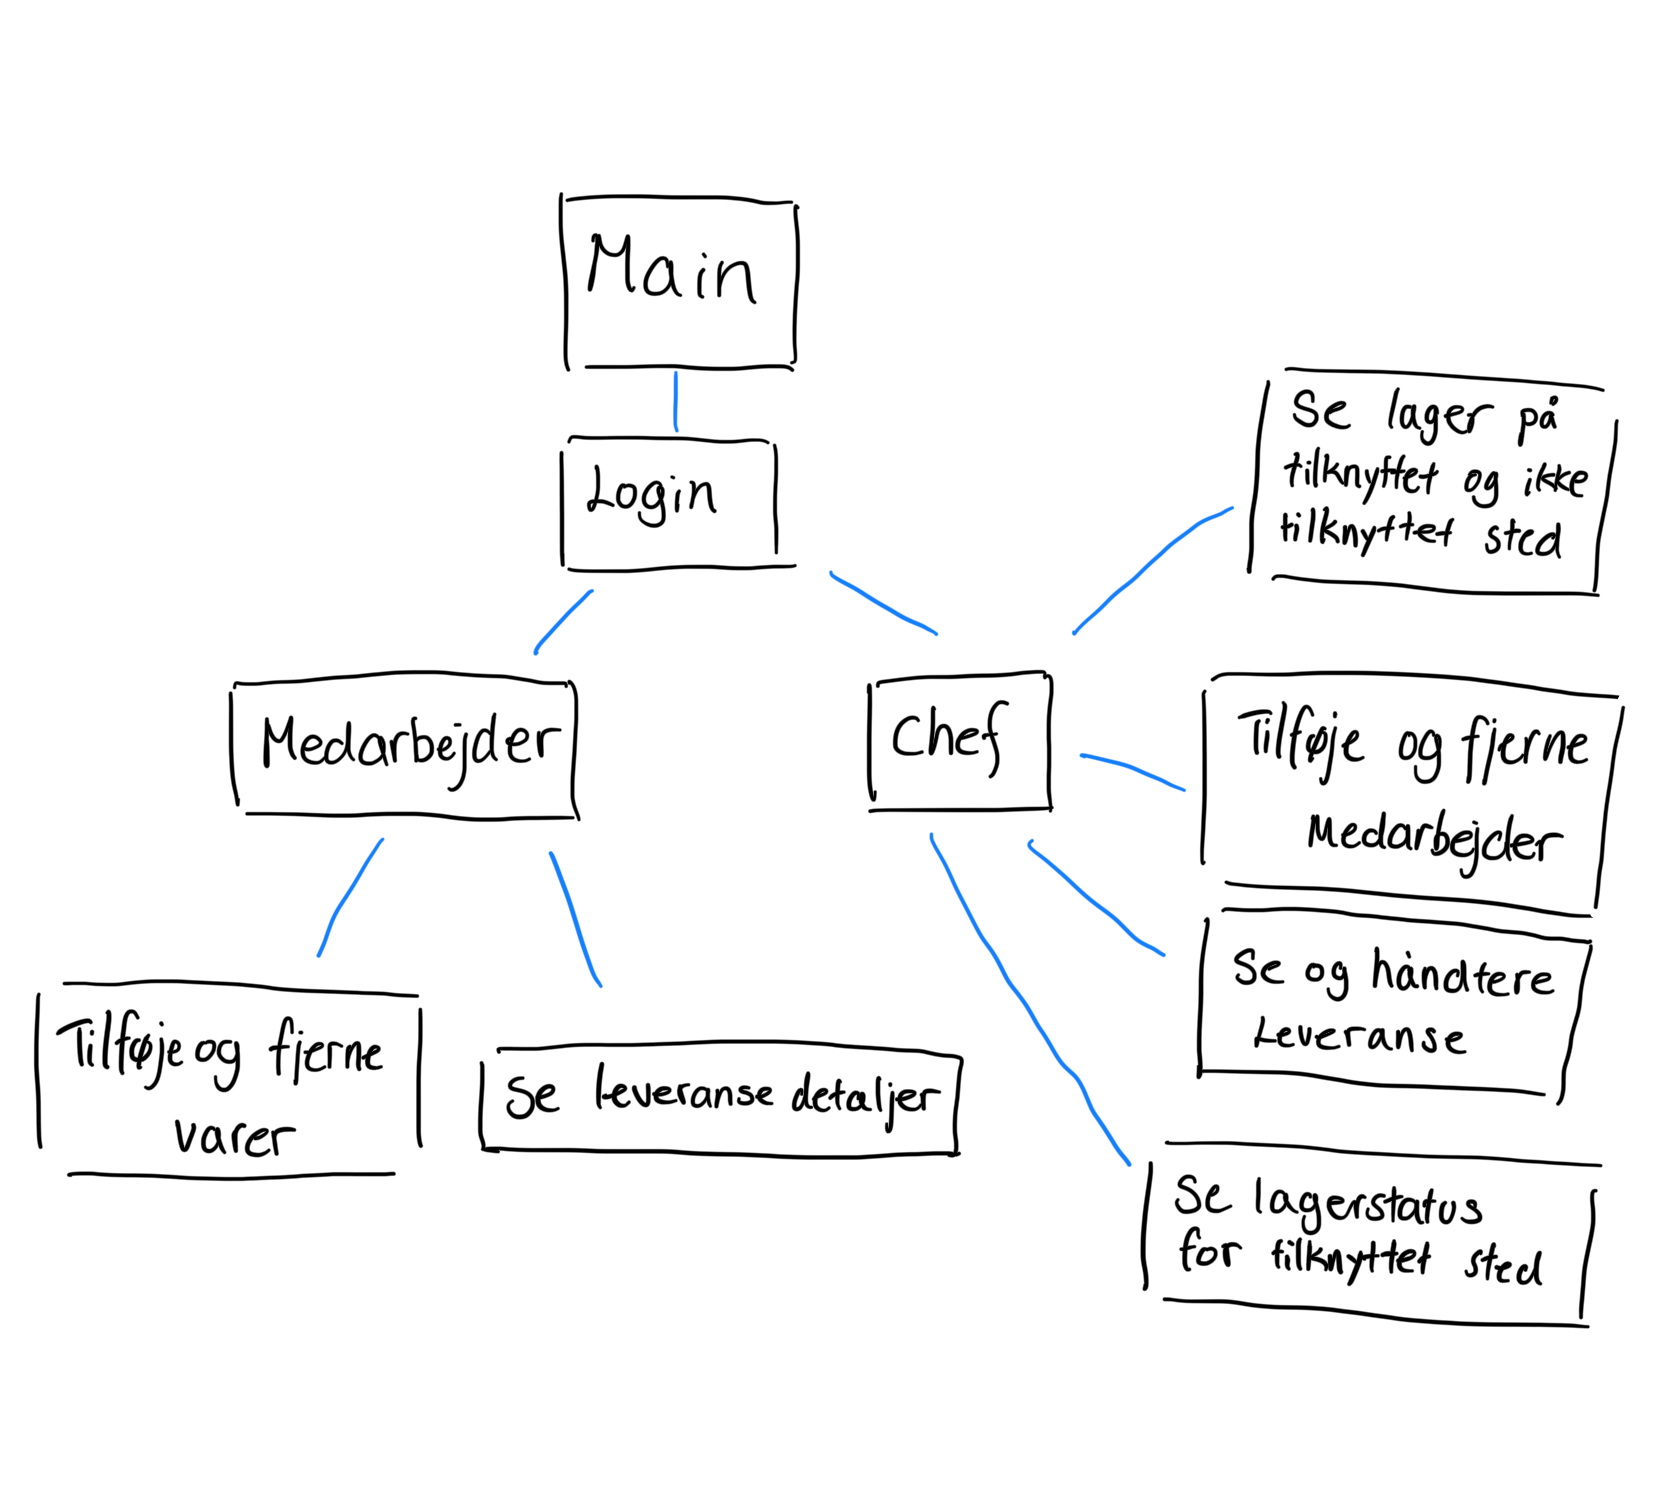 Main
Login
Medarbejder
Chef
Tilføje og fjerne
varer
Se leveranse detaljer
Se lager på
tilknyttet og ikke
tilknyttet sted
Tilføje og fjerne
Medarbejder
Se og håndtere
Leveranse
Se lagerstatus
for tilknyttet sted